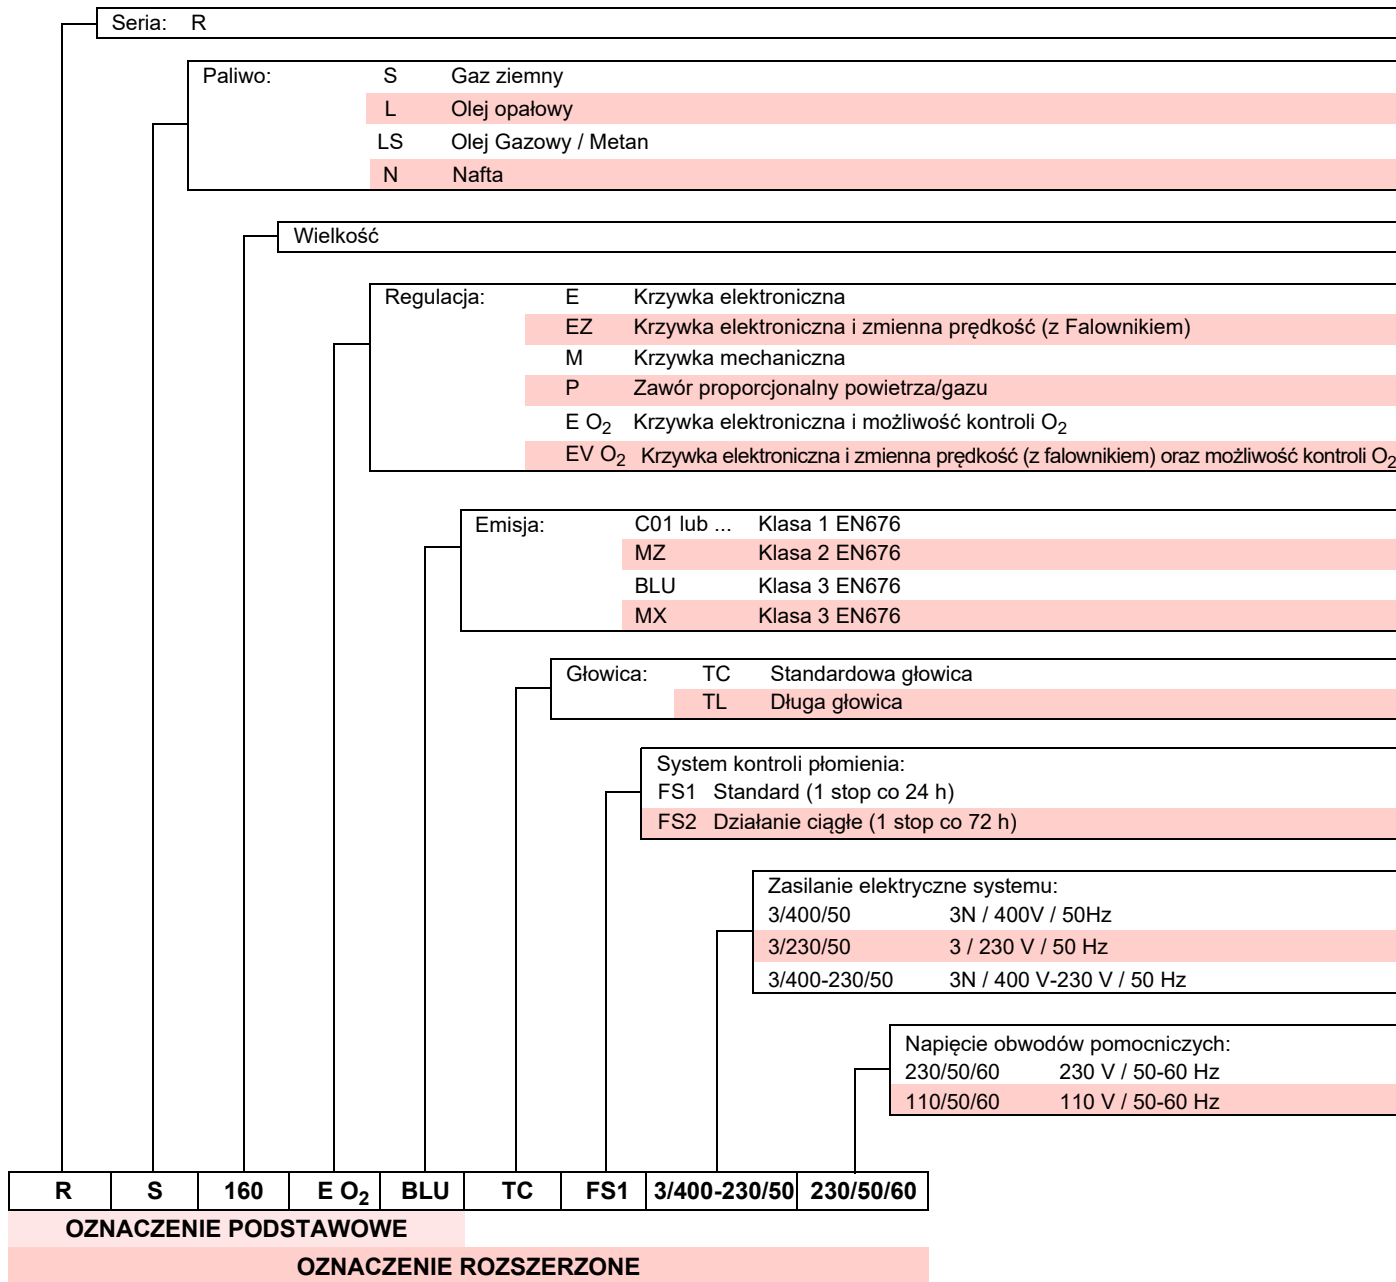 Seria: R
Paliwo: S Gaz ziemny
L Olej opałowy
LS Olej Gazowy / Metan
N Nafta
Wielkość
Regulacja: E Krzywka elektroniczna
EZ Krzywka elektroniczna i zmienna prędkość (z Falownikiem)
M Krzywka mechaniczna
P Zawór proporcjonalny powietrza/gazu
E O2 Krzywka elektroniczna i możliwość kontroli O2
EV O2 Krzywka elektroniczna i zmienna prędkość (z falownikiem) oraz możliwość kontroli O2
Emisja: C01 lub ... Klasa 1 EN676
MZ Klasa 2 EN676
BLU Klasa 3 EN676
MX Klasa 3 EN676
Głowica: TC Standardowa głowica
TL Długa głowica
System kontroli płomienia:
FS1 Standard (1 stop co 24 h)
FS2 Działanie ciągłe (1 stop co 72 h)
Zasilanie elektryczne systemu:
3/400/50 3N / 400V / 50Hz
3/230/50 3 / 230 V / 50 Hz
3/400-230/50 3N / 400 V-230 V / 50 Hz
Napięcie obwodów pomocniczych:
230/50/60 230 V / 50-60 Hz
110/50/60 110 V / 50-60 Hz
R S 160 E O2 BLU TC FS1 3/400-230/50 230/50/60
OZNACZENIE PODSTAWOWE
OZNACZENIE ROZSZERZONE